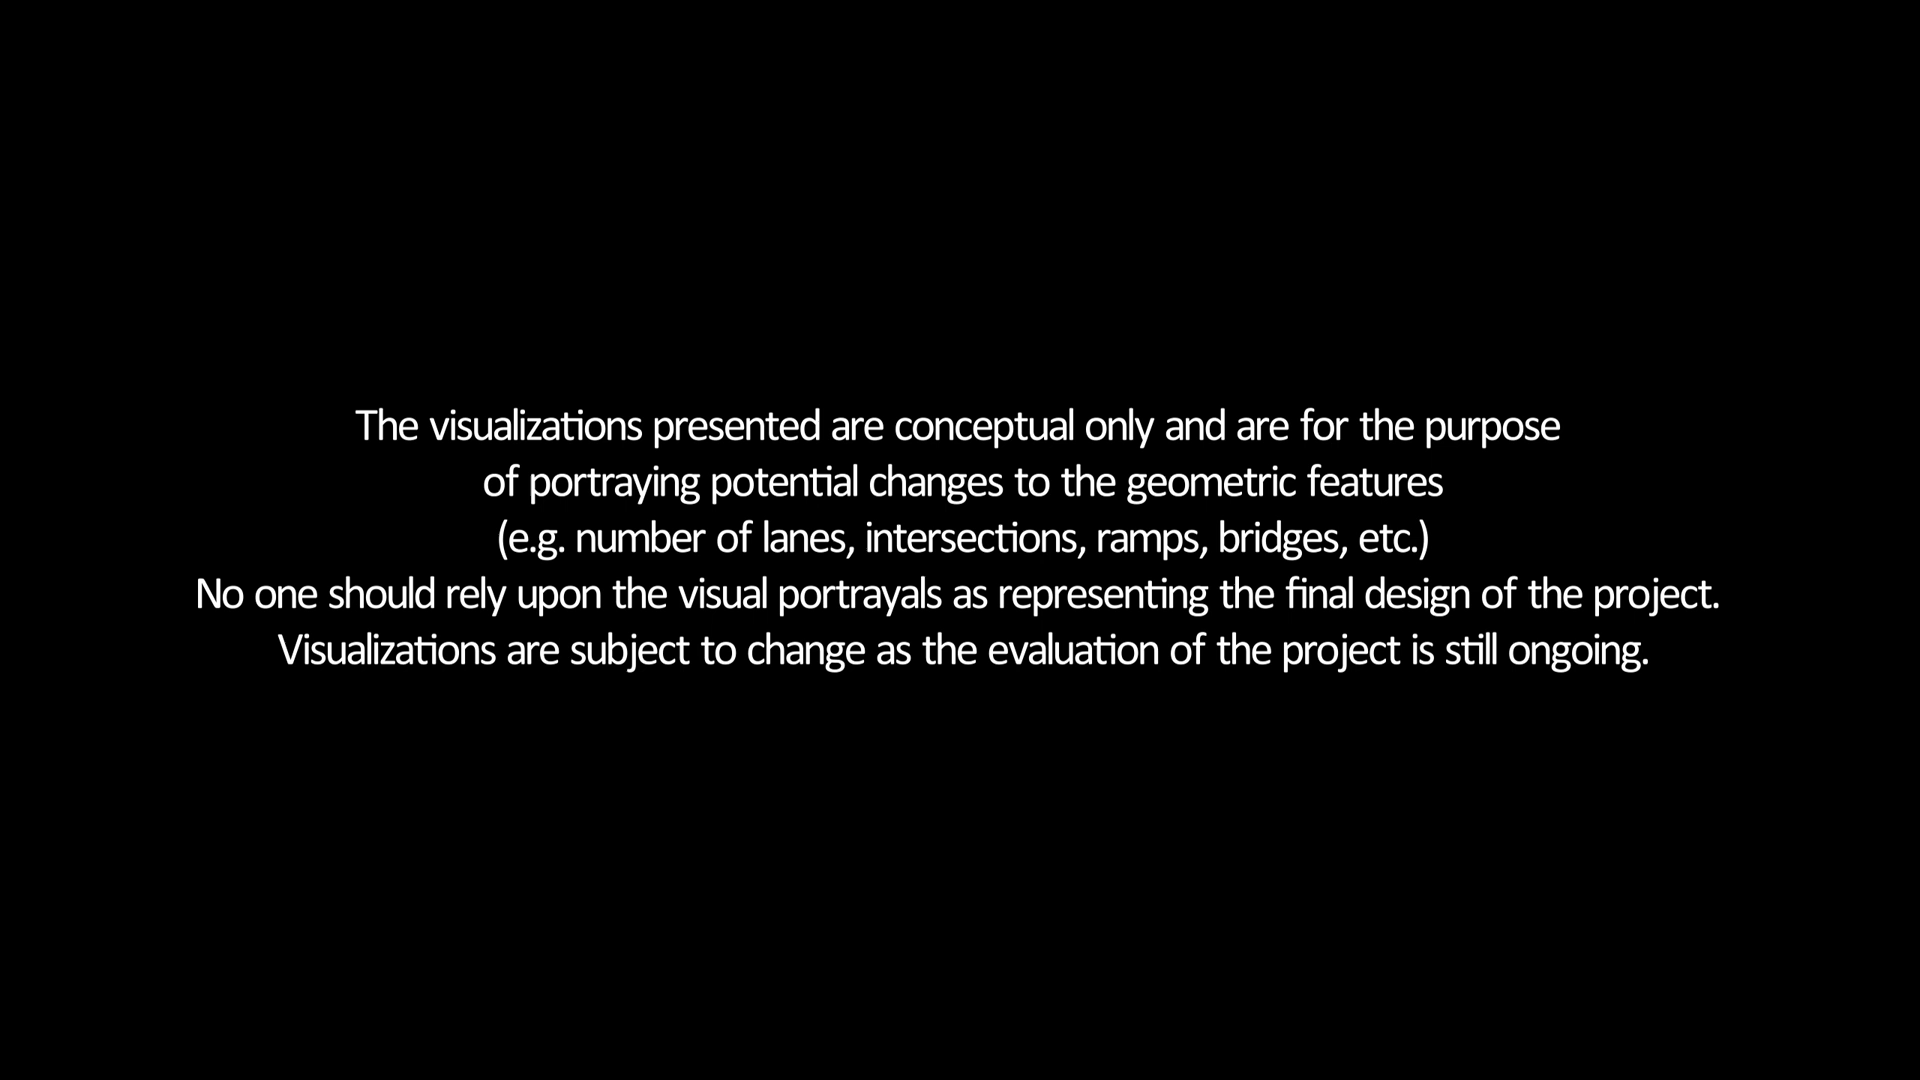 The visualizations presented are conceptual only and are for the purpose
of portraying potential changes to the geometric features
(e.g. number of lanes, intersections, ramps, bridges, etc.)
No one should rely upon the visual portrayals as representing the final design of the project.
Visualizations are subject to change as the evaluation of the project is still ongoing.